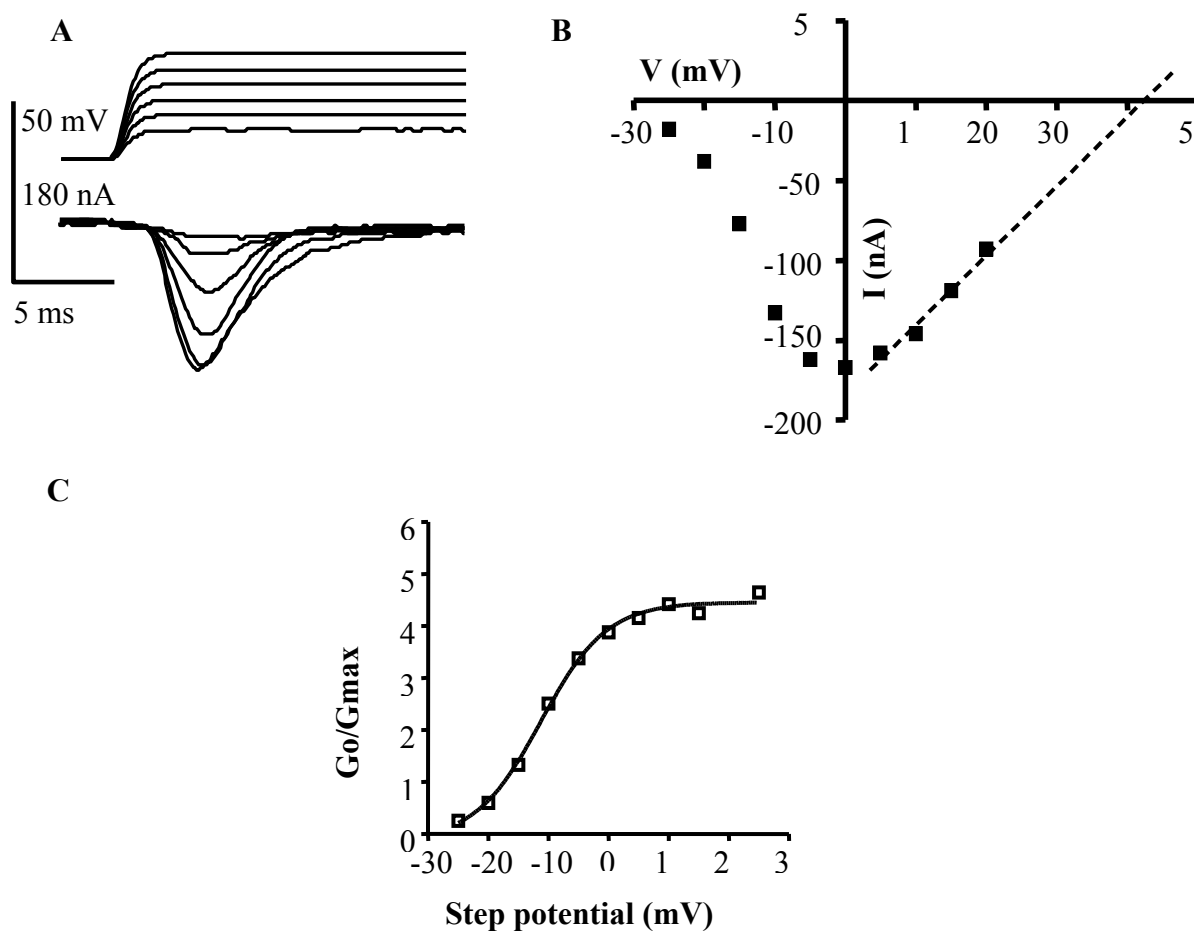 A
50 mV
180 nA
5 ms
B
5
V (mV)
-30 -10 1 20 30 5
-50
-100
-150
-200
I (nA)
C
6
5
4
3
2
1
0
Go/Gmax
-30 -20 -10 0 1 2 3
Step potential (mV)